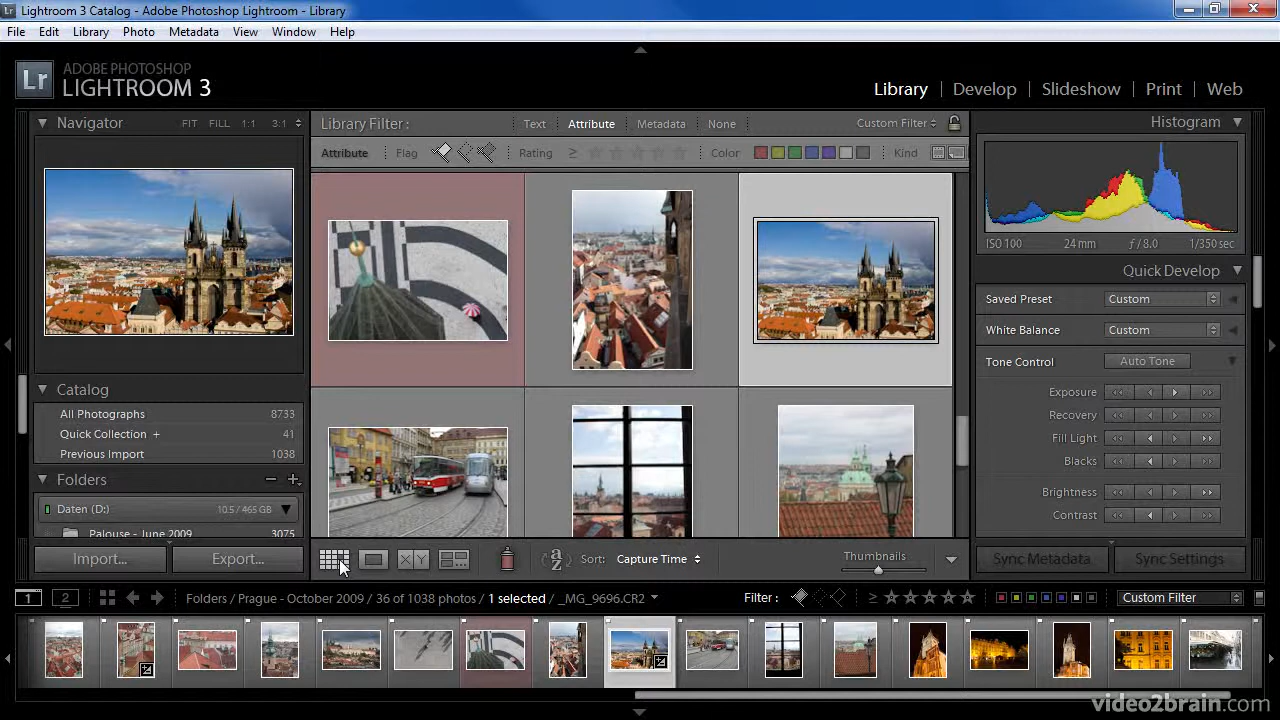 Lr Lightroom 3 Catalog - Adobe Photoshop Lightroom - Library
File Edit Library Photo Metadata View Window Help
Lr ADOBE PHOTOSHOP
LIGHTROOM 3
Library | Develop | Slideshow | Print | Web
Navigator FIT FILL 1:1 3:1
Library Filter : Text Attribute Metadata None Custom Filter
Histogram
Attribute Flag Rating ≥ Color Kind
ISO 100 24 mm ƒ / 8.0 1/350 sec
Quick Develop
Saved Preset Custom
White Balance Custom
Tone Control Auto Tone
Exposure
Recovery
Fill Light
Blacks
Brightness
Contrast
Catalog
All Photographs 8733
Quick Collection + 41
Previous Import 1038
Folders
Daten (D:) 10.5 / 465 GB
Palouse - June 2009 3075
Import... Export...
X Y
a z Sort: Capture Time
Thumbnails
Sync Metadata Sync Settings
1 2 Folders / Prague - October 2009 / 36 of 1038 photos / 1 selected / _MG_9696.CR2 Filter : ≥ Custom Filter
video2brain.com